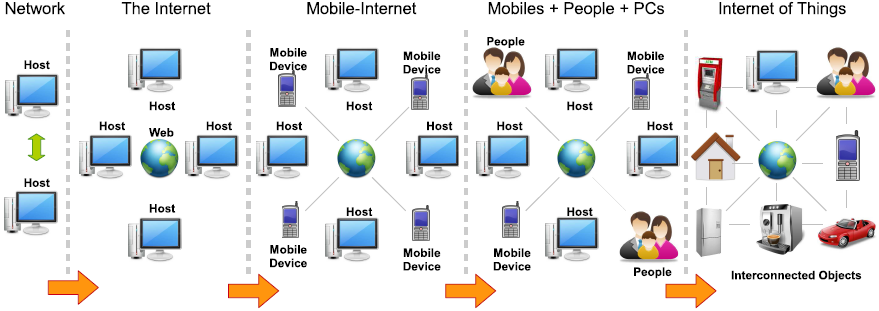 Network
The Internet
Mobile-Internet
Mobiles + People + PCs
Internet of Things
Host
Host
Host
Host
Web
Host
Host
Mobile
Device
Host
Mobile
Device
Host
Host
Mobile
Device
Host
Mobile
Device
People
Host
Mobile
Device
Host
Host
Mobile
Device
Host
People
Interconnected Objects